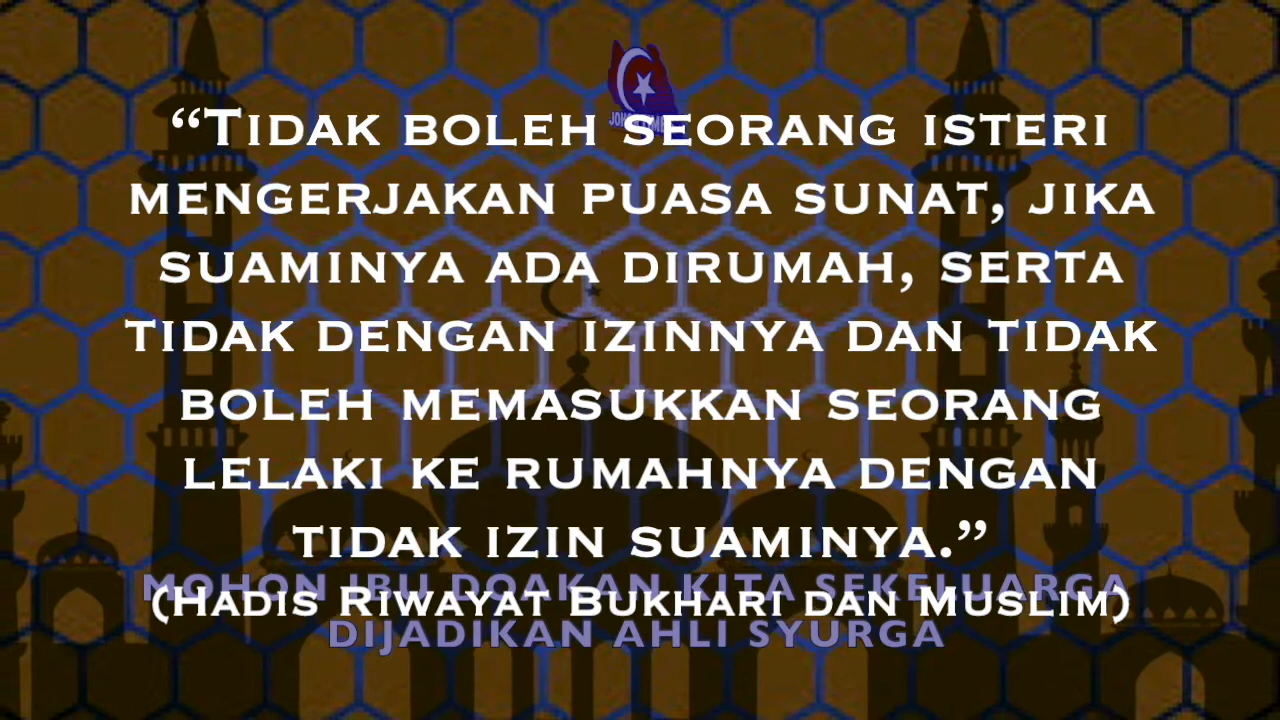 “TIDAK BOLEH SEORANG ISTERI
MENGERJAKAN PUASA SUNAT, JIKA
SUAMINYA ADA DIRUMAH, SERTA
TIDAK DENGAN IZINNYA DAN TIDAK
BOLEH MEMASUKKAN SEORANG
LELAKI KE RUMAHNYA DENGAN
TIDAK IZIN SUAMINYA.”
MOHON IBU DOAKAN KITA SEKELUARGA
(HADIS RIWAYAT BUKHARI DAN MUSLIM)
DIJADIKAN AHLI SYURGA